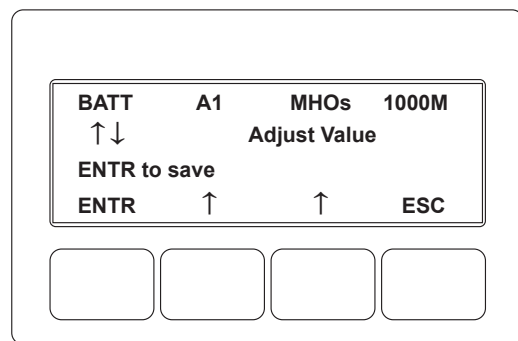 BATT A1 MHOs 1000M
↑↓ Adjust Value
ENTR to save
ENTR ↑ ↑ ESC